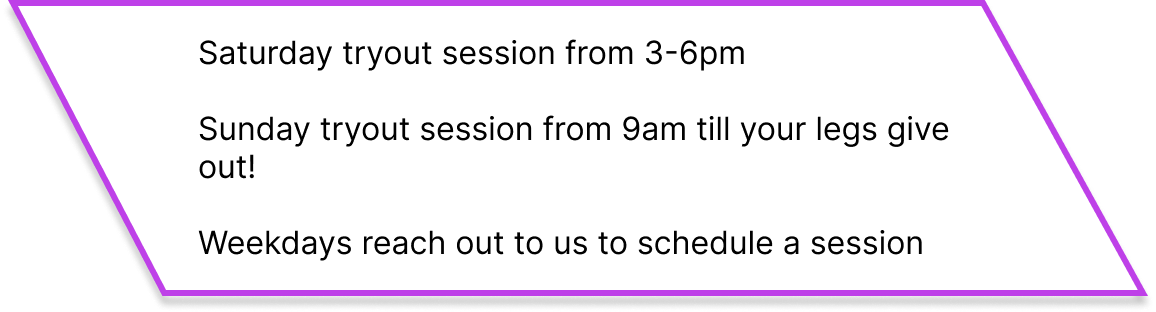 Saturday tryout session from 3-6pm
Sunday tryout session from 9am till your legs give
out!
Weekdays reach out to us to schedule a session